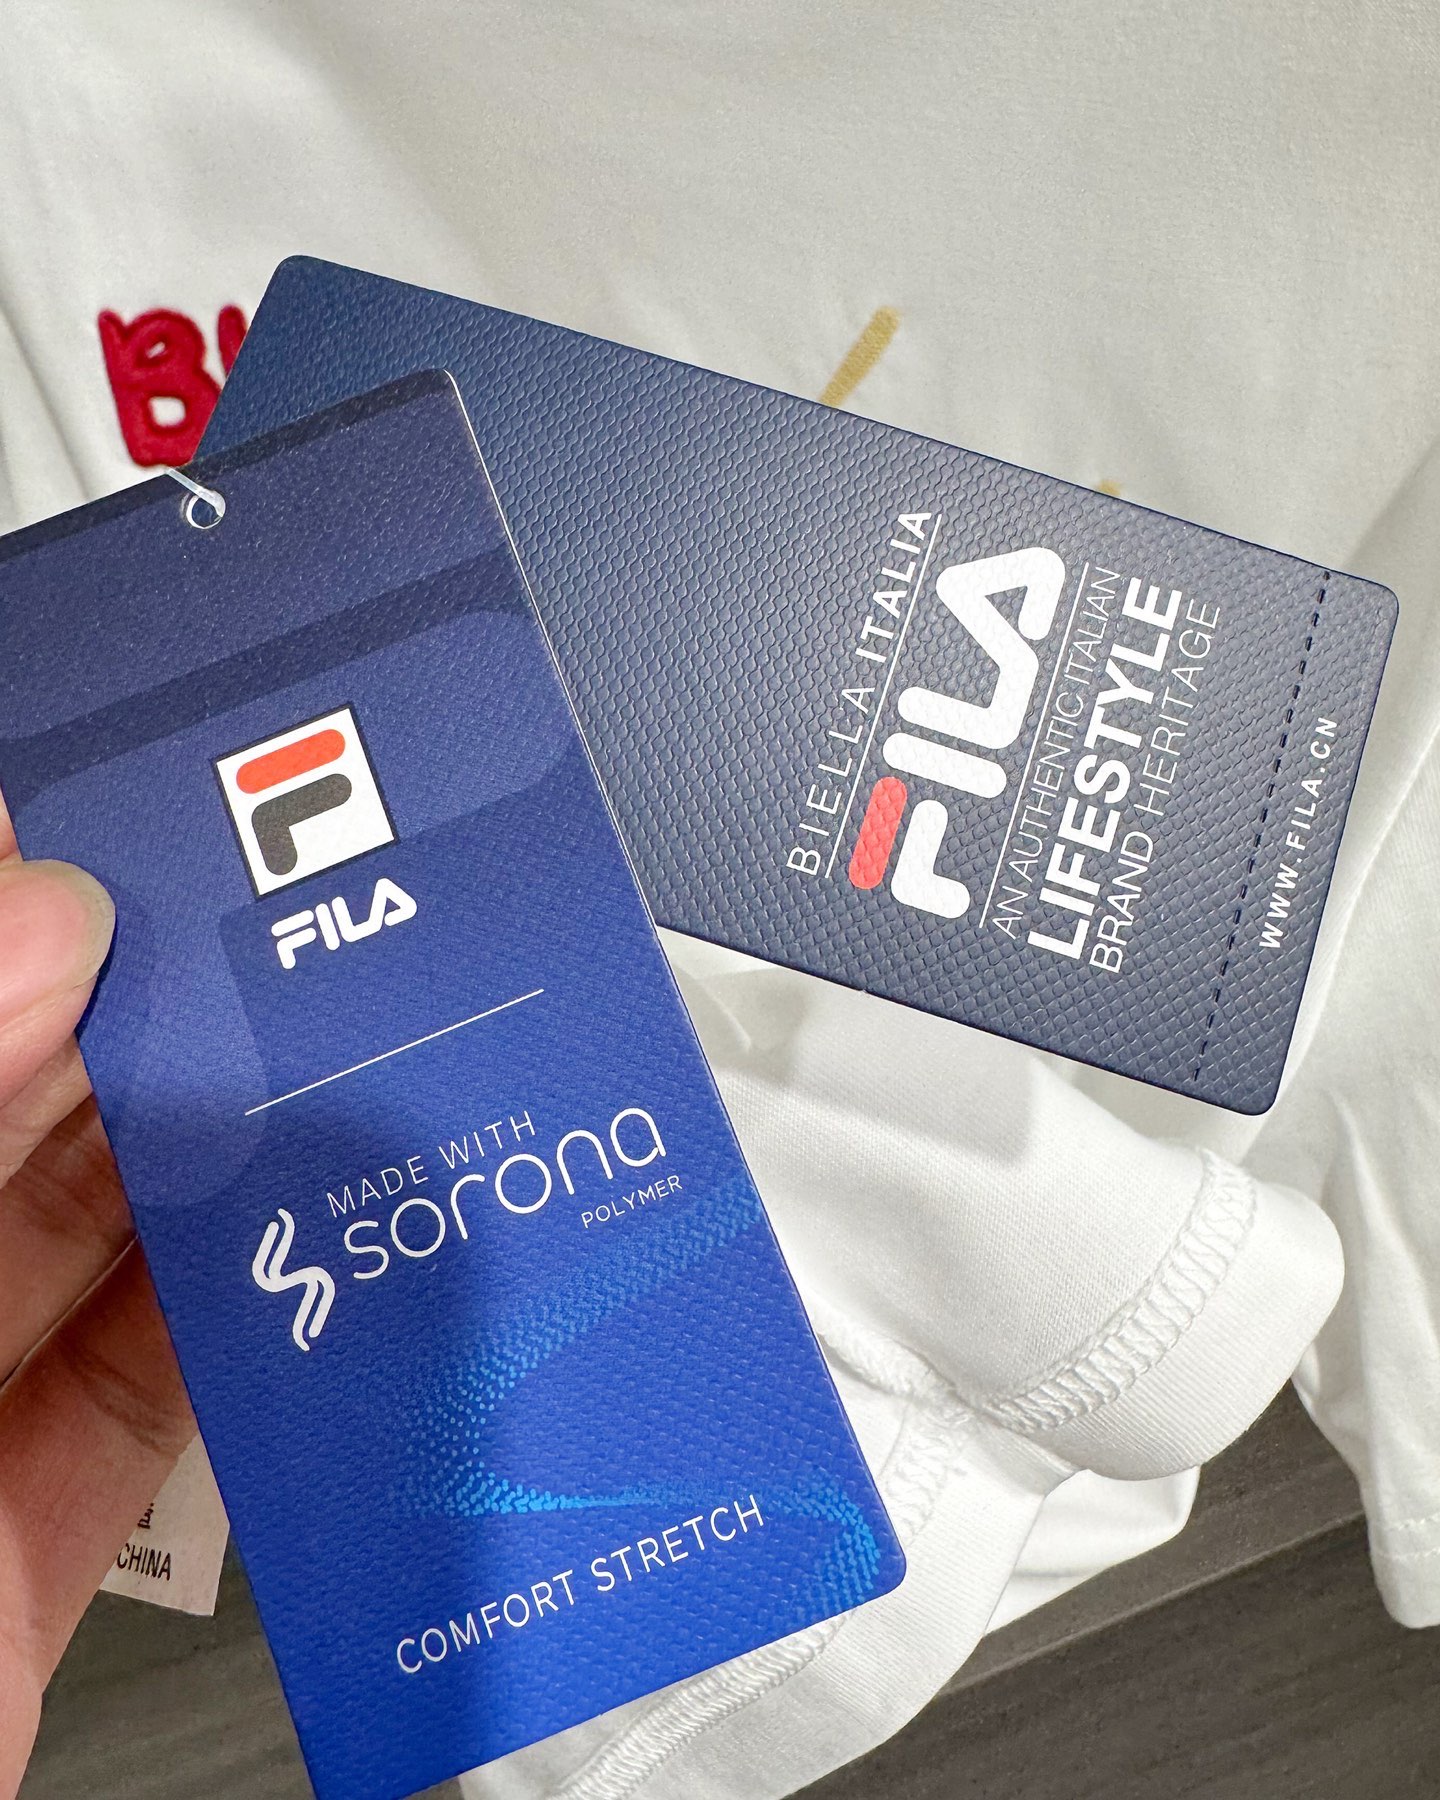 FILA
MADE WITH
sorona
POLYMER
COMFORT STRETCH
BIELLA ITALIA
FILA
AN AUTHENTIC ITALIAN
LIFESTYLE
BRAND HERITAGE
WWW.FILA.CN
CHINA